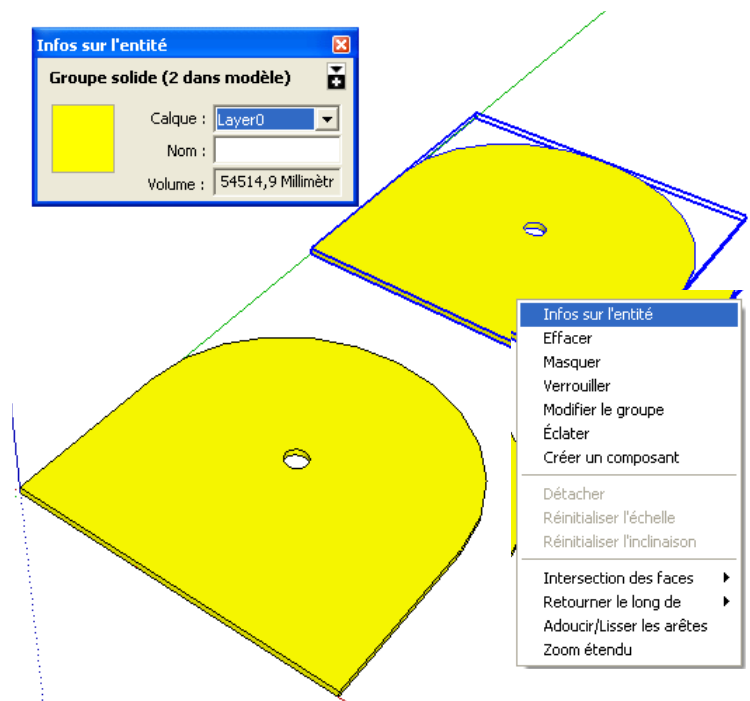 Infos sur l'entité
Groupe solide (2 dans modèle)
Calque : Layer0
Nom :
Volume : 54514,9 Millimètr
Infos sur l'entité
Effacer
Masquer
Verrouiller
Modifier le groupe
Éclater
Créer un composant
Détacher
Réinitialiser l'échelle
Réinitialiser l'inclinaison
Intersection des faces
Retourner le long de
Adoucir/Lisser les arêtes
Zoom étendu